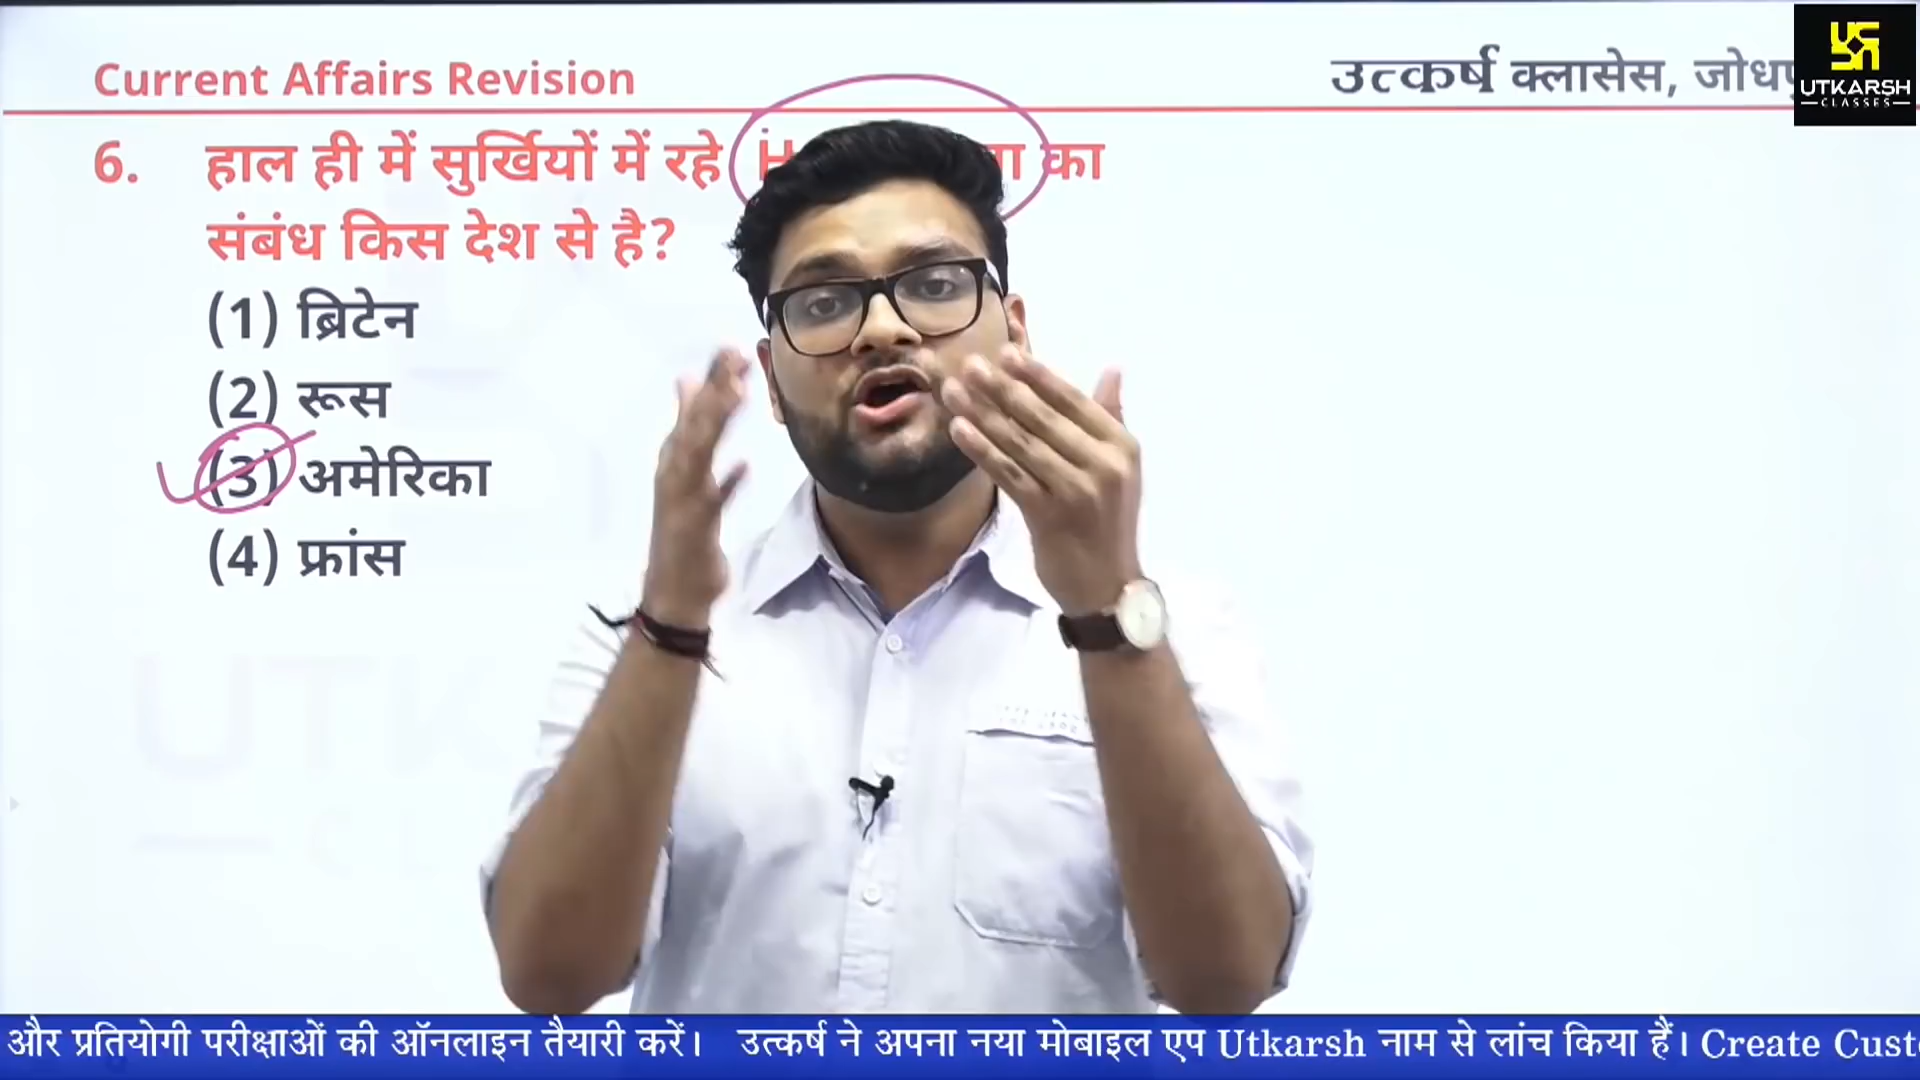 Current Affairs Revision
उत्कर्ष क्लासेस,
UTKARSH
CLASSES
6. हाल ही में सुर्खियों में रहे का
संबंध किस देश से है?
(1) ब्रिटेन
(2) रूस
(3) अमेरिका
(4) फ्रांस
और प्रतियोगी परीक्षाओं की ऑनलाइन तैयारी करें। उत्कर्ष ने अपना नया मोबाइल एप Utkarsh नाम से लांच किया हैं। Create